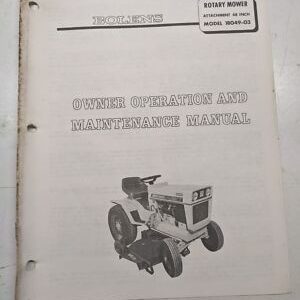 BOLENS
ROTARY MOWER
ATTACHMENT 48 INCH
MODEL 18049-03
OWNER OPERATION AND
MAINTENANCE MANUAL